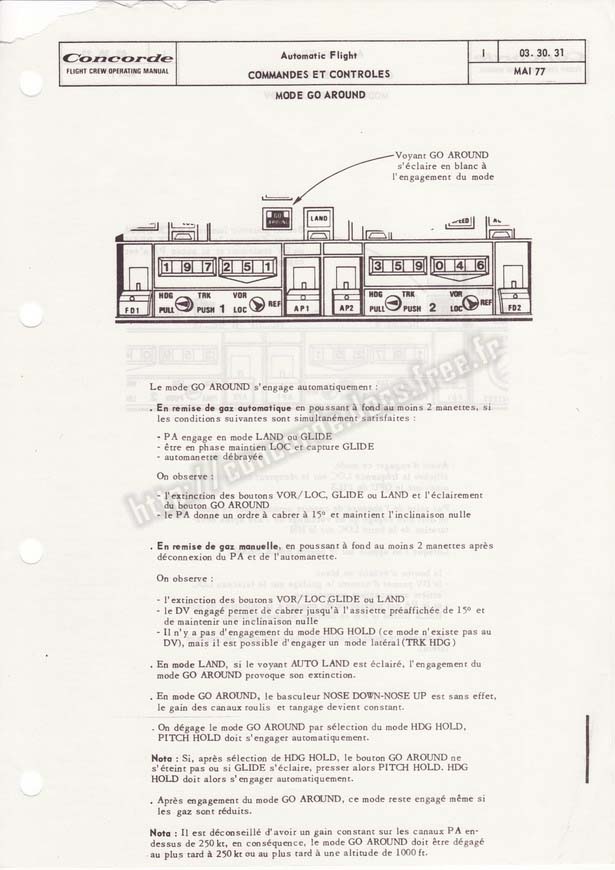 Concorde
FLIGHT CREW OPERATING MANUAL
Automatic Flight
COMMANDES ET CONTROLES
I
03. 30. 31
MAI 77
MODE GO AROUND
Voyant GO AROUND
s'éclaire en blanc à
l'engagement du mode
GO
AROUND
LAND
1 9 7 2 5 1
3 5 9 0 4 6
HDG TRK VOR
PULL PUSH 1 LOC REF
FD1
AP1
AP2
HDG TRK VOR
PULL PUSH 2 LOC REF
FD2
Le mode GO AROUND s'engage automatiquement :
. En remise de gaz automatique en poussant à fond au moins 2 manettes, si
les conditions suivantes sont simultanément satisfaites :
- PA engage en mode LAND ou GLIDE
- être en phase maintien LOC et capture GLIDE
- automanette débrayée
On observe :
- l'extinction des boutons VOR/LOC, GLIDE ou LAND et l'éclairement
du bouton GO AROUND
- le PA donne un ordre à cabrer à 15º et maintient l'inclinaison nulle
. En remise de gaz manuelle, en poussant à fond au moins 2 manettes après
déconnexion du PA et de l'automanette.
On observe :
- l'extinction des boutons VOR/LOC,GLIDE ou LAND
- le DV engagé permet de cabrer jusqu'à l'assiette préaffichée de 15º et
de maintenir une inclinaison nulle
- Il n'y a pas d'engagement du mode HDG HOLD (ce mode n'existe pas au
DV), mais il est possible d'engager un mode latéral (TRK HDG)
. En mode LAND, si le voyant AUTO LAND est éclairé, l'engagement du
mode GO AROUND provoque son extinction.
. En mode GO AROUND, le basculeur NOSE DOWN-NOSE UP est sans effet,
le gain des canaux roulis et tangage devient constant.
. On dégage le mode GO AROUND par sélection du mode HDG HOLD,
PITCH HOLD doit s'engager automatiquement.
Nota : Si, après sélection de HDG HOLD, le bouton GO AROUND ne
s'éteint pas ou si GLIDE s'éclaire, presser alors PITCH HOLD. HDG
HOLD doit alors s'engager automatiquement.
. Après engagement du mode GO AROUND, ce mode reste engagé même si
les gaz sont réduits.
Nota : Il est déconseillé d'avoir un gain constant sur les canaux PA en-
dessus de 250 kt, en conséquence, le mode GO AROUND doit être dégagé
au plus tard à 250 kt ou au plus tard à une altitude de 1000 ft.